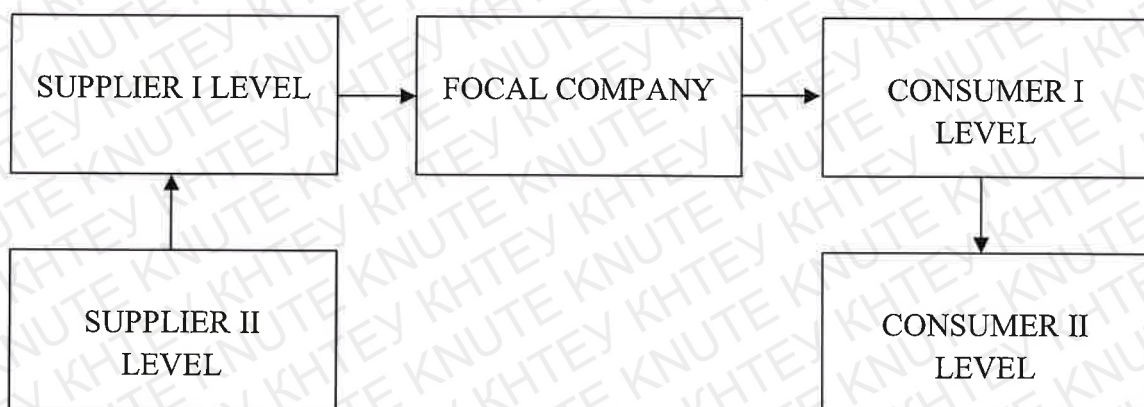 SUPPLIER I LEVEL
FOCAL COMPANY
CONSUMER I
LEVEL
SUPPLIER II
LEVEL
CONSUMER II
LEVEL